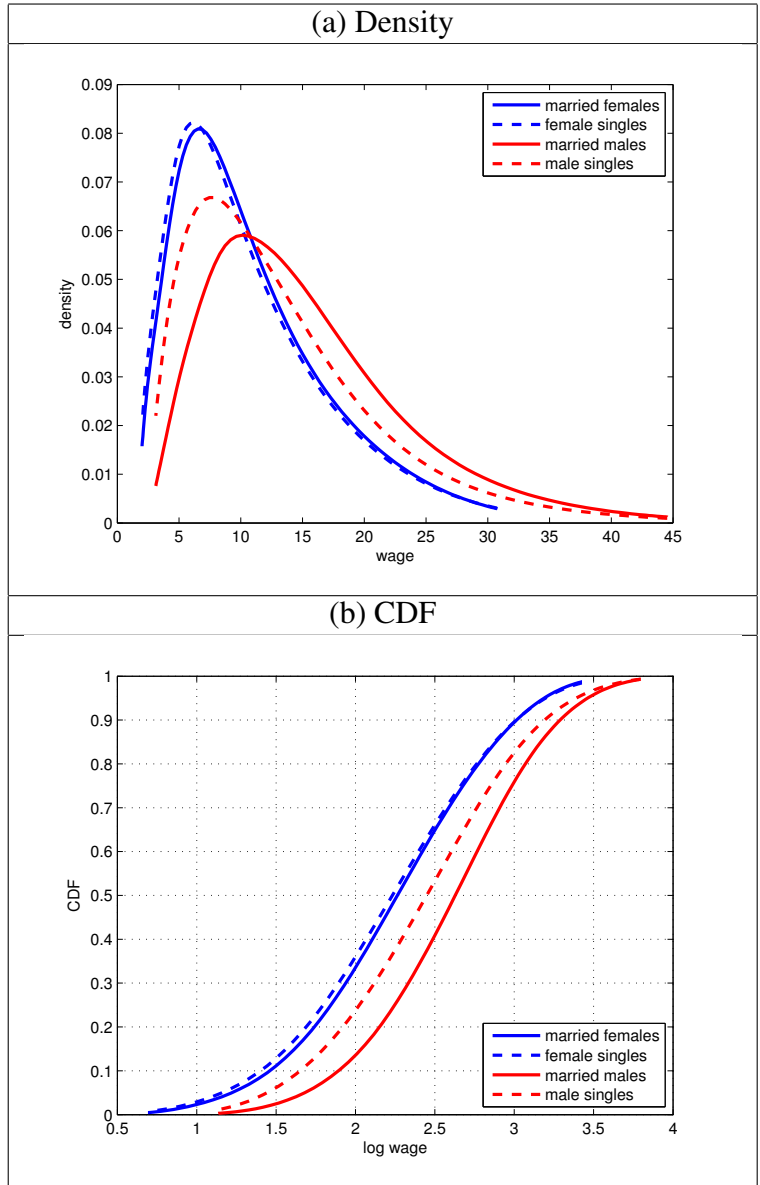 (a) Density
0.09
0.08
0.07
0.06
0.05
0.04
0.03
0.02
0.01
0
density
married females
female singles
married males
male singles
0 5 10 15 20 25 30 35 40 45
wage
(b) CDF
1
0.9
0.8
0.7
0.6
0.5
0.4
0.3
0.2
0.1
0
CDF
married females
female singles
married males
male singles
0.5 1 1.5 2 2.5 3 3.5 4
log wage